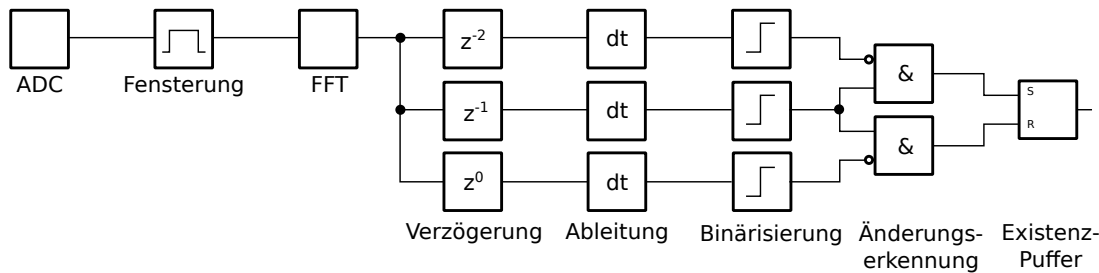 ADC
Fensterung
FFT
z⁻²
z⁻¹
z⁰
Verzögerung
dt
dt
dt
Ableitung
Binärisierung
&
&
Änderungs-
erkennung
S
R
Existenz-
Puffer